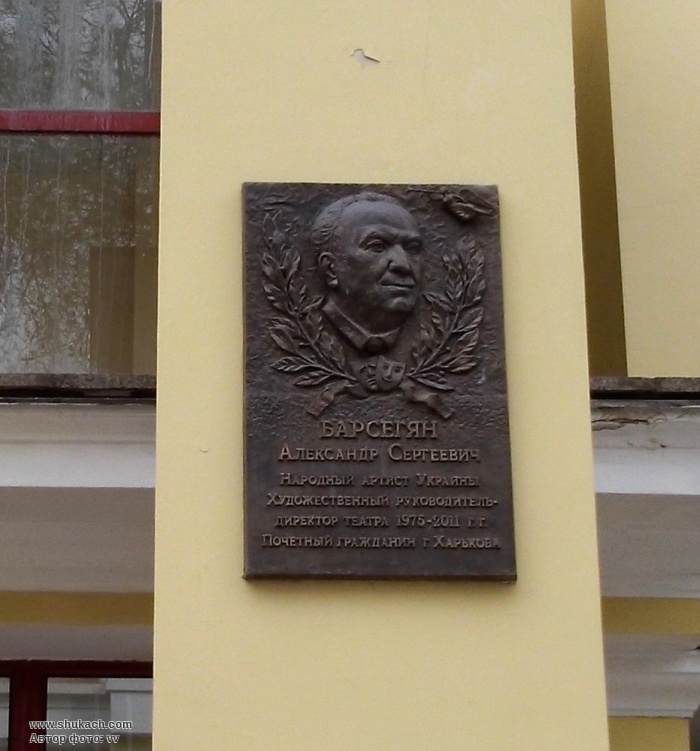 БАРСЕГЯН
АЛЕКСАНДР СЕРГЕЕВИЧ
НАРОДНЫЙ АРТИСТ УКРАИНЫ
ХУДОЖЕСТВЕННЫЙ РУКОВОДИТЕЛЬ-
ДИРЕКТОР ТЕАТРА 1975-2011 Г.Г.
ПОЧЕТНЫЙ ГРАЖДАНИН Г.ХАРЬКОВА
www.shukach.com
Автор фото: vv